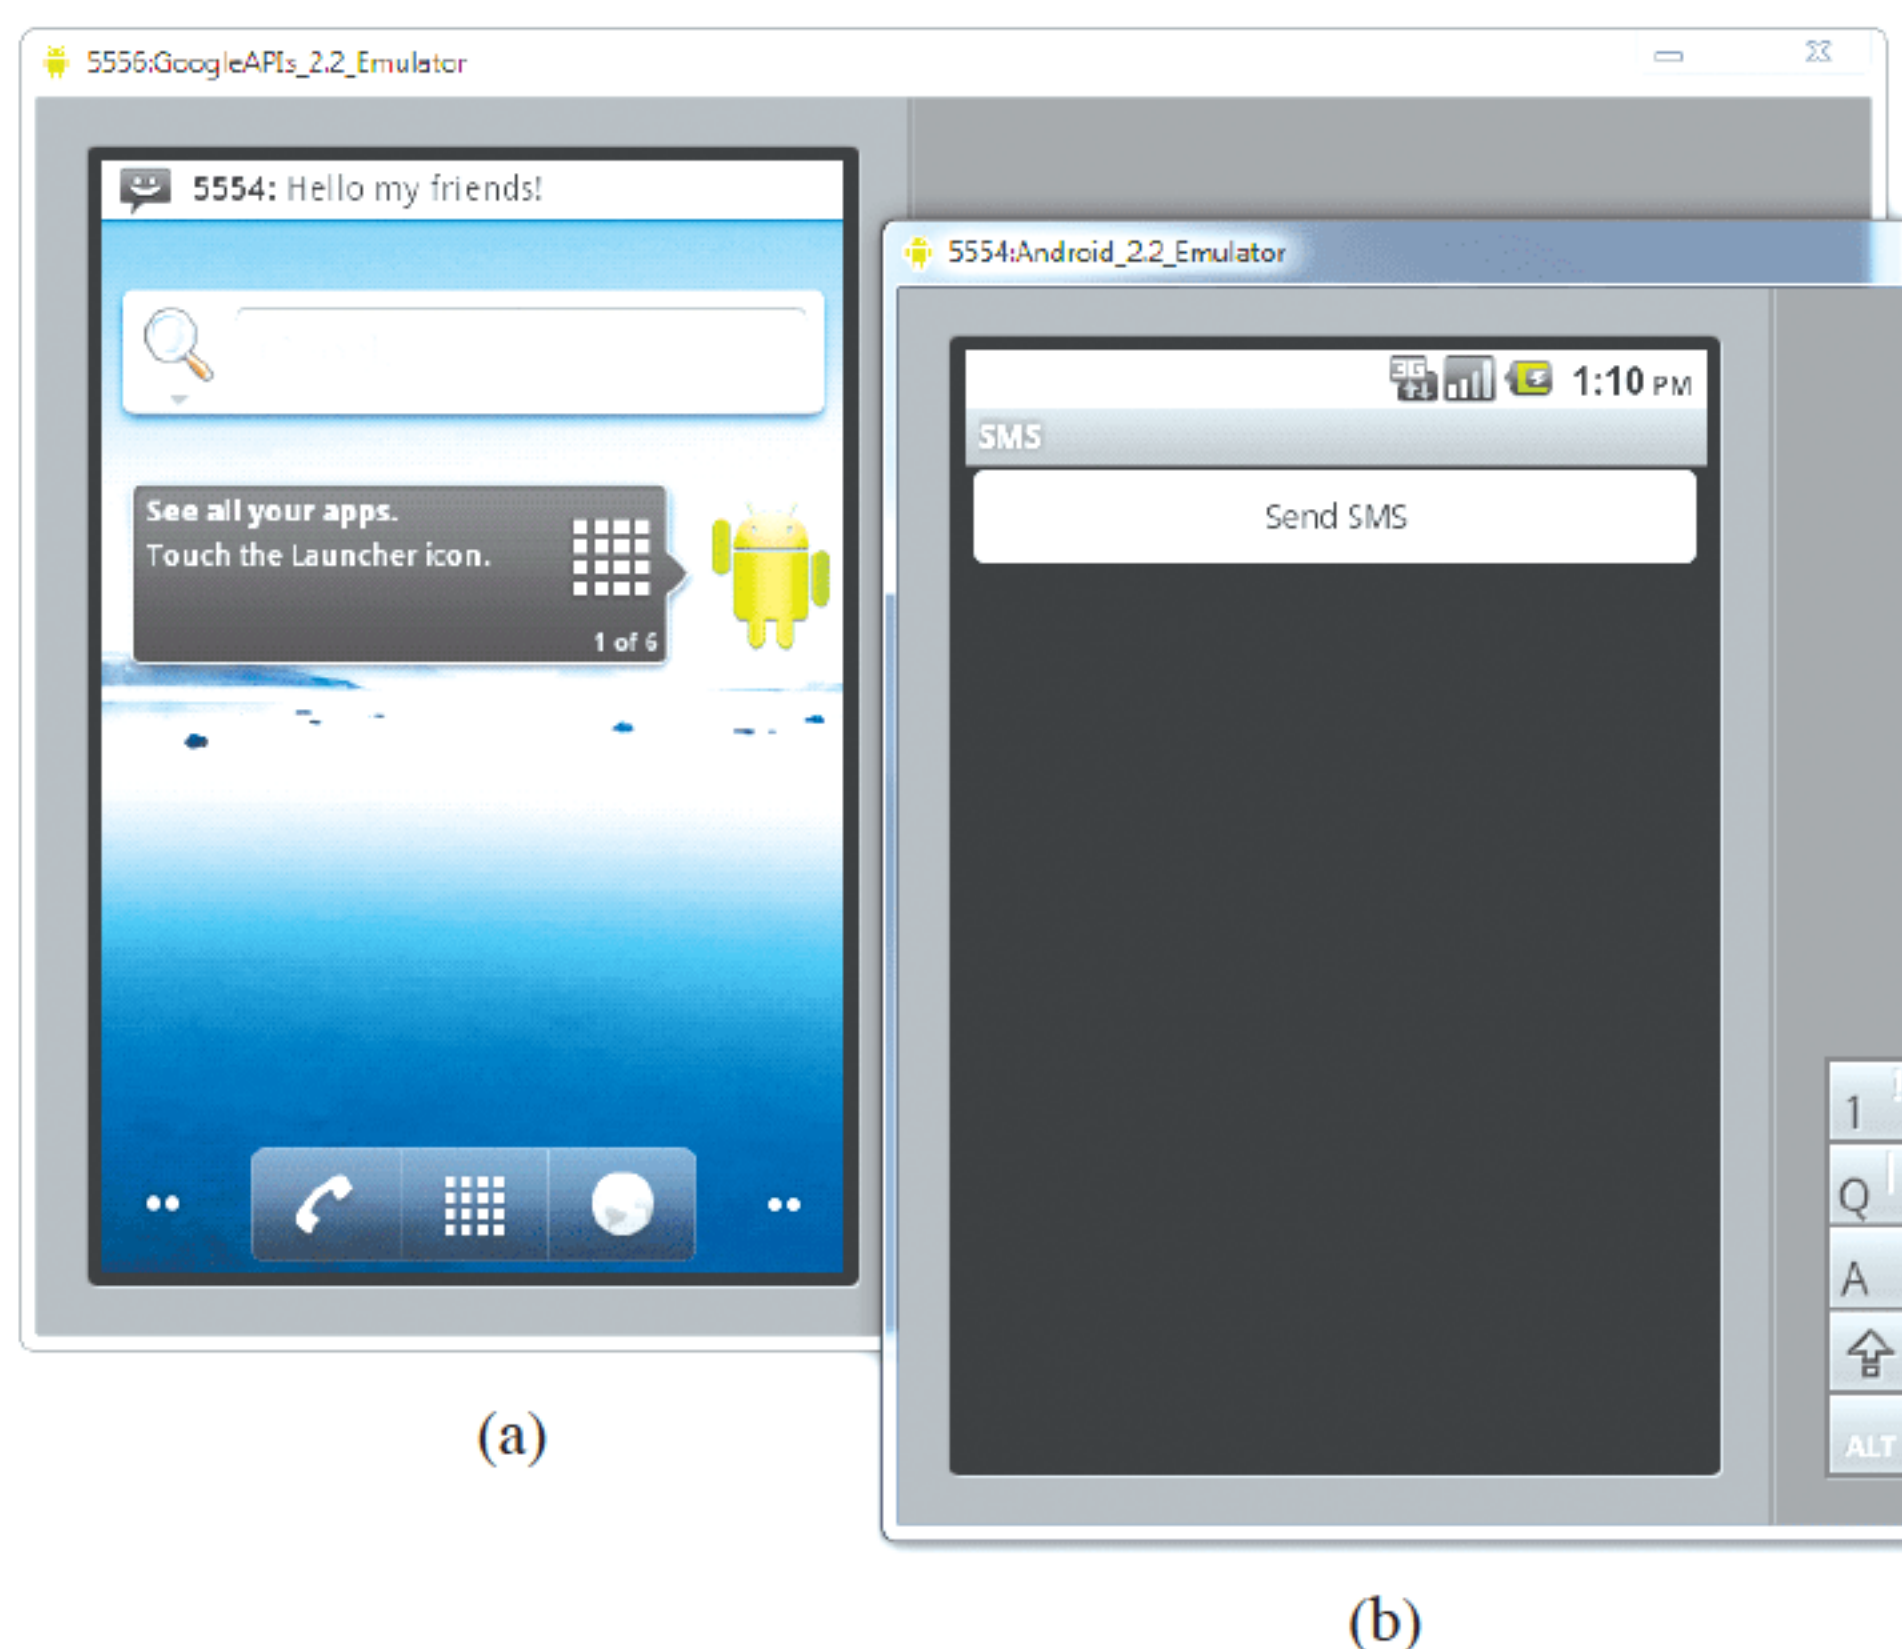 5556:GoogleAPIs_2.2_Emulator
5554: Hello my friends!
See all your apps.
Touch the Launcher icon.
1 of 6
5554:Android_2.2_Emulator
3G
1:10 PM
SMS
Send SMS
1
Q
A
ALT
(a)
(b)